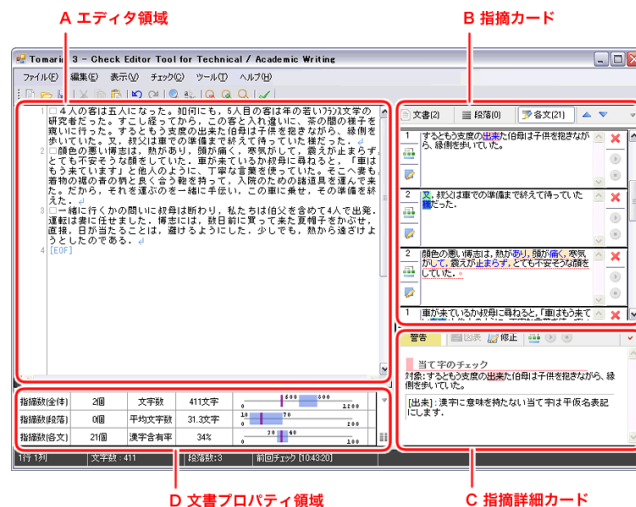 A エディタ領域
B 指摘カード
Tomarin 3 - Check Editor Tool for Technical / Academic Writing
ファイル(F) 編集(E) 表示(V) チェック(C) ツール(T) ヘルプ(H)
1 □４人の客は五人になった。如何にも，5人目の客は年の若いフランス文学の
研究者だった。すこし経ってから，この客と入れ違いに，茶の間の様子を
窺いに行った。するともう支度の出来た伯母は子供を抱きながら、縁側を
歩いていた。又，叔父は車での準備まで終えて待っていた様だった．
2 □顔色の悪い博志は，熱があり，頭が痛く，寒気がして，震えが止まらず，
とても不安そうな顔をしていた．車が来ているか叔母に尋ねると，「車は
もう来ています」と他人のように、丁寧な言葉を使っていた。そこへ妻も，
着物の裾の青の柄と良く合う鞄を持って，入院のための諸道具を運んで来
た。だから，それを運ぶのを一緒に手伝い，この車に乗せ，その準備を終
えた．
3 □一緒に行くかの問いに叔母は断わり，私たちは伯父を含めて4人で出発．
運転は妻に任せました．博志には，数日前に買って来た夏帽子をかぶせ，
直接，日が当たることは，避けるようにした．少しでも，熱から遠ざけよ
うとしたのである．
4 [EOF]
文書(2) 段落(0) 各文(21)
1 するともう支度の出来た伯母は子供を抱きなが
ら、縁側を歩いていた。
2 又，叔父は車での準備まで終えて待っていた
様だった．
2 顔色の悪い博志は，熱があり，頭が痛く，寒気
がして，震えが止まらず，とても不安そうな顔を
していた．
1 車が来ているか叔母に尋ねると，「車はもう来て
警告 図表 修正
当て字のチェック
対象：するともう支度の出来た伯母は子供を抱きながら、縁
側を歩いていた。
[出来]：漢字に意味を持たない当て字は平仮名表記
にします．
指摘数(全体) 2個 文字数 411文字 0 600 800 1200
指摘数(段落) 0個 平均文字数 31.3文字 10 70 200
指摘数(各文) 21個 漢字含有率 34% 0 20 40 100
1行 1列 文字数：411 段落数：3 前回チェック [10:43:20]
D 文書プロパティ領域
C 指摘詳細カード